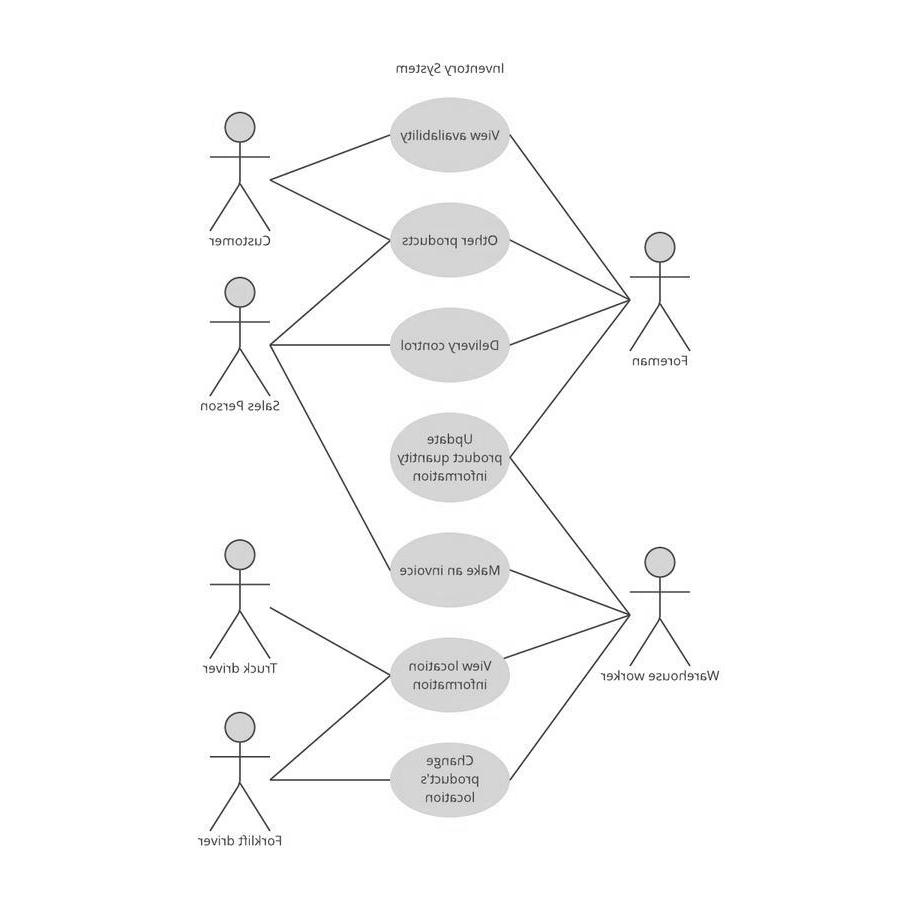 Inventory System
View availability
Customer
Other products
Foreman
Delivery control
Sales Person
Update
product quantity
information
Make an invoice
Truck driver
View location
information
Warehouse worker
Change
product's
location
Forklift driver